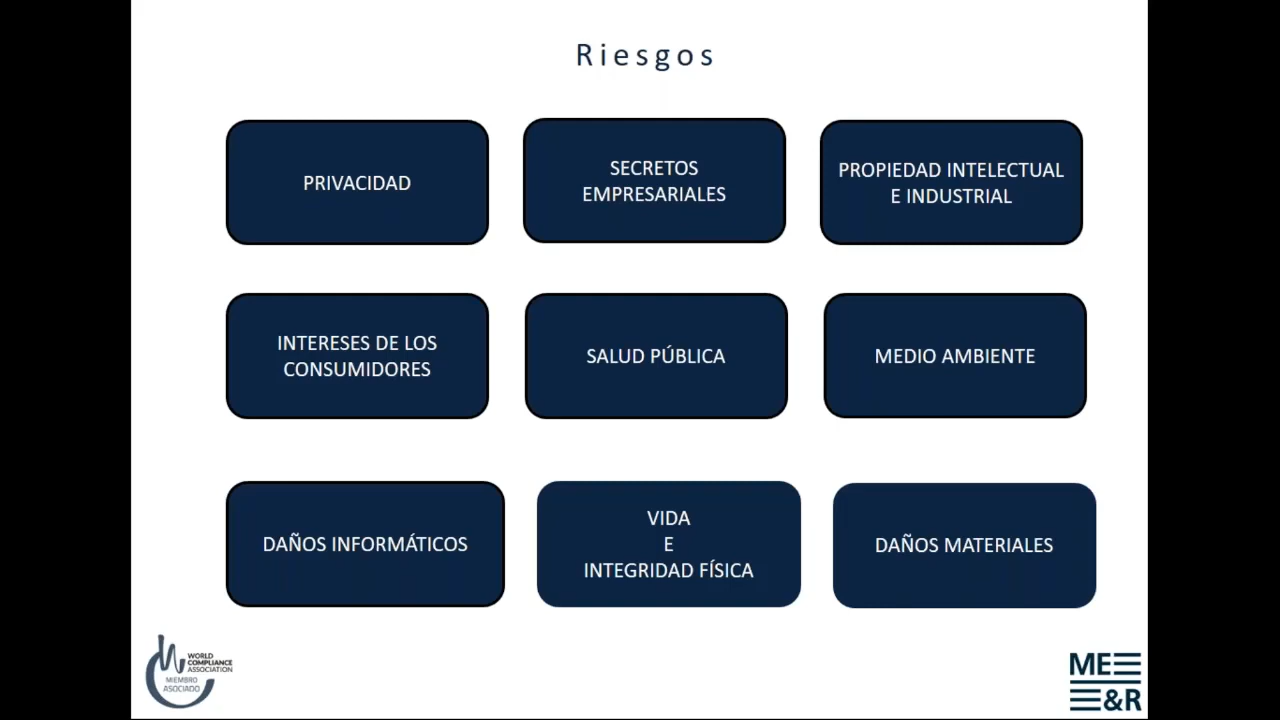 Riesgos
PRIVACIDAD
SECRETOS
EMPRESARIALES
PROPIEDAD INTELECTUAL
E INDUSTRIAL
INTERESES DE LOS
CONSUMIDORES
SALUD PÚBLICA
MEDIO AMBIENTE
DAÑOS INFORMÁTICOS
VIDA
E
INTEGRIDAD FÍSICA
DAÑOS MATERIALES
WORLD
COMPLIANCE
ASSOCIATION
MIEMBRO
ASOCIADO
ME
&R